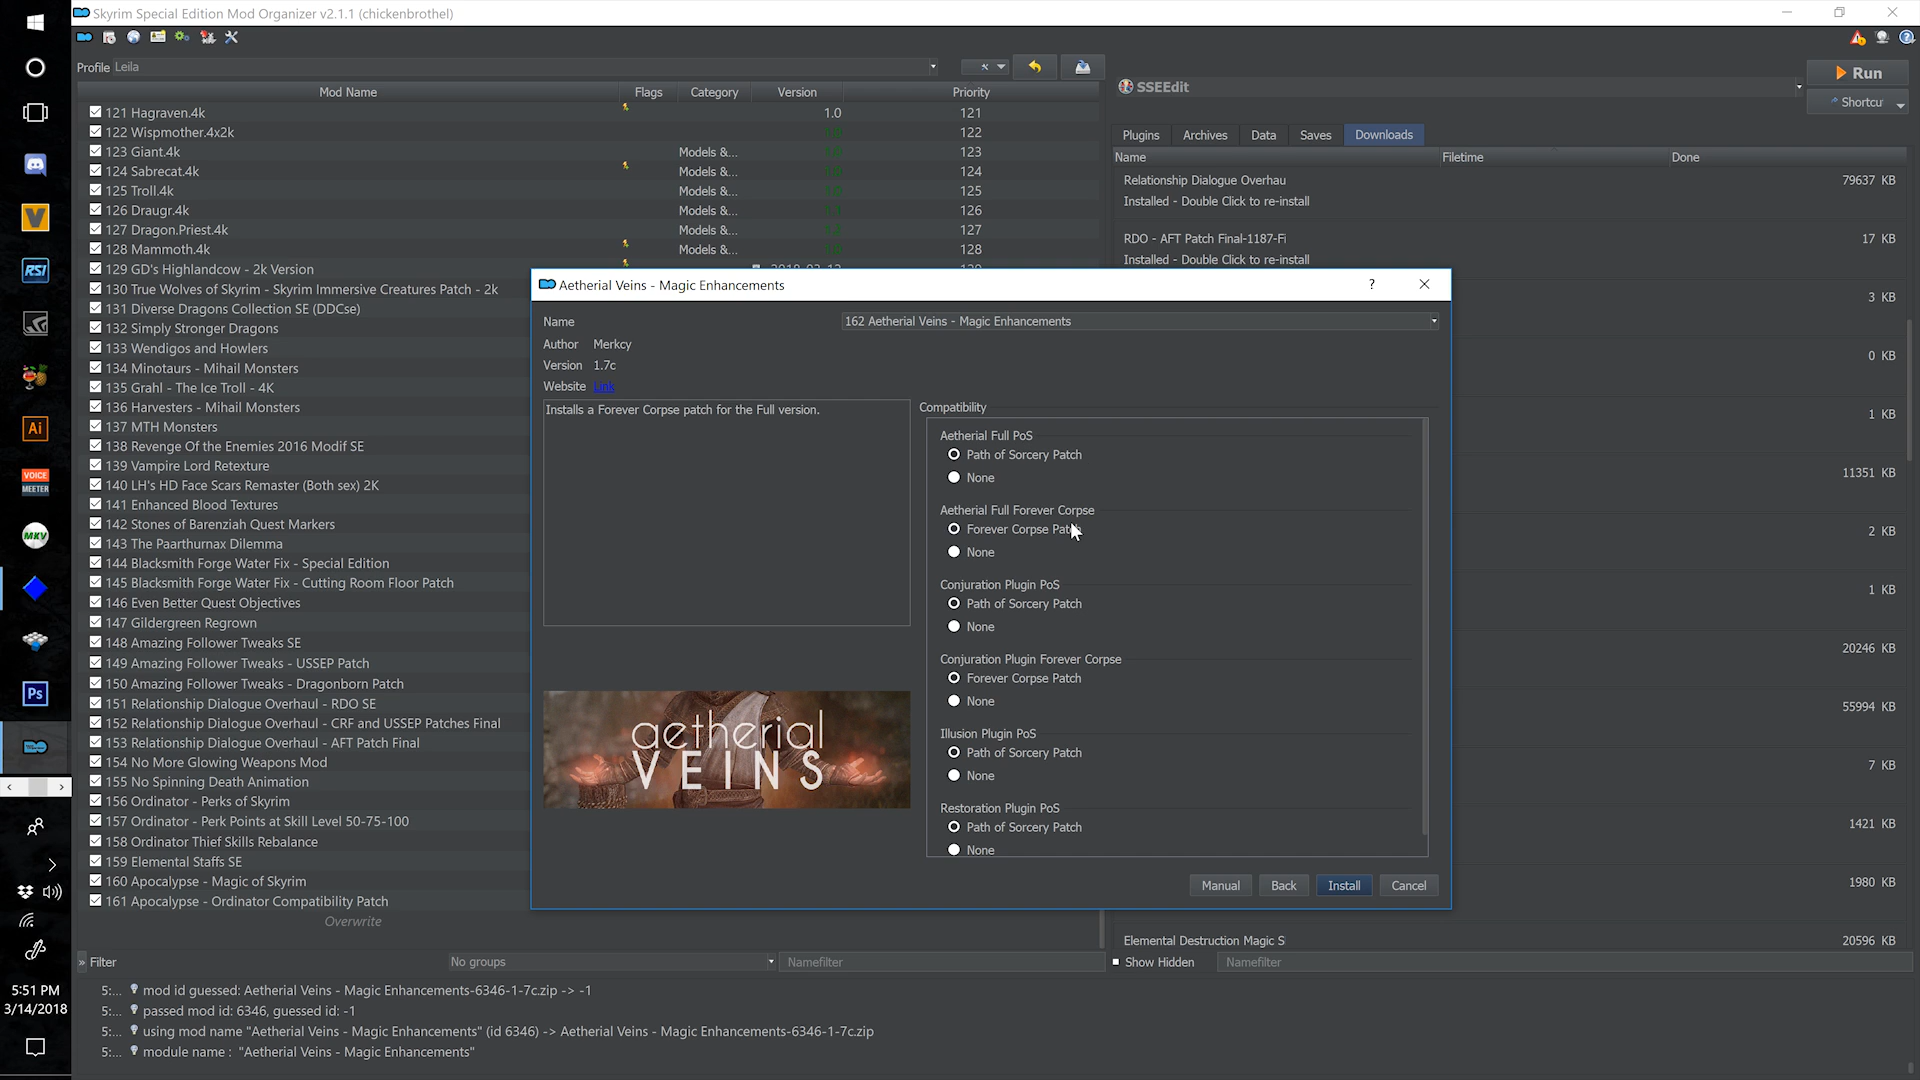 Skyrim Special Edition Mod Organizer v2.1.1 (chickenbrothel)
Profile Leila
Mod Name Flags Category Version Priority
121 Hagraven.4k 1.0 121
122 Wispmother.4x2k 122
123 Giant.4k Models &... 123
124 Sabrecat.4k Models &... 124
125 Troll.4k Models &... 125
126 Draugr.4k Models &... 126
127 Dragon.Priest.4k Models &... 127
128 Mammoth.4k Models &... 128
129 GD's Highlandcow - 2k Version
130 True Wolves of Skyrim - Skyrim Immersive Creatures Patch - 2k
131 Diverse Dragons Collection SE (DDCse)
132 Simply Stronger Dragons
133 Wendigos and Howlers
134 Minotaurs - Mihail Monsters
135 Grahl - The Ice Troll - 4K
136 Harvesters - Mihail Monsters
137 MTH Monsters
138 Revenge Of the Enemies 2016 Modif SE
139 Vampire Lord Retexture
140 LH's HD Face Scars Remaster (Both sex) 2K
141 Enhanced Blood Textures
142 Stones of Barenziah Quest Markers
143 The Paarthurnax Dilemma
144 Blacksmith Forge Water Fix - Special Edition
145 Blacksmith Forge Water Fix - Cutting Room Floor Patch
146 Even Better Quest Objectives
147 Gildergreen Regrown
148 Amazing Follower Tweaks SE
149 Amazing Follower Tweaks - USSEP Patch
150 Amazing Follower Tweaks - Dragonborn Patch
151 Relationship Dialogue Overhaul - RDO SE
152 Relationship Dialogue Overhaul - CRF and USSEP Patches Final
153 Relationship Dialogue Overhaul - AFT Patch Final
154 No More Glowing Weapons Mod
155 No Spinning Death Animation
156 Ordinator - Perks of Skyrim
157 Ordinator - Perk Points at Skill Level 50-75-100
158 Ordinator Thief Skills Rebalance
159 Elemental Staffs SE
160 Apocalypse - Magic of Skyrim
161 Apocalypse - Ordinator Compatibility Patch
Overwrite
» Filter
No groups
Namefilter
SSEEdit
Run
Shortcu
Plugins Archives Data Saves Downloads
Name Filetime Done
Relationship Dialogue Overhau 79637 KB
Installed - Double Click to re-install
RDO - AFT Patch Final-1187-Fi 17 KB
Installed - Double Click to re-install
3 KB
0 KB
1 KB
11351 KB
2 KB
1 KB
20246 KB
55994 KB
7 KB
1421 KB
1980 KB
Elemental Destruction Magic S 20596 KB
Show Hidden
Namefilter
Aetherial Veins - Magic Enhancements
?
Name 162 Aetherial Veins - Magic Enhancements
Author Merkcy
Version 1.7c
Website Link
Installs a Forever Corpse patch for the Full version.
aetherial
VEINS
Compatibility
Aetherial Full PoS
Path of Sorcery Patch
None
Aetherial Full Forever Corpse
Forever Corpse Patch
None
Conjuration Plugin PoS
Path of Sorcery Patch
None
Conjuration Plugin Forever Corpse
Forever Corpse Patch
None
Illusion Plugin PoS
Path of Sorcery Patch
None
Restoration Plugin PoS
Path of Sorcery Patch
None
Manual Back Install Cancel
5:... mod id guessed: Aetherial Veins - Magic Enhancements-6346-1-7c.zip -> -1
5:... passed mod id: 6346, guessed id: -1
5:... using mod name "Aetherial Veins - Magic Enhancements" (id 6346) -> Aetherial Veins - Magic Enhancements-6346-1-7c.zip
5:... module name : "Aetherial Veins - Magic Enhancements"
V
RSI
Ai
VOICE
MEETER
MKV
Ps
5:51 PM
3/14/2018